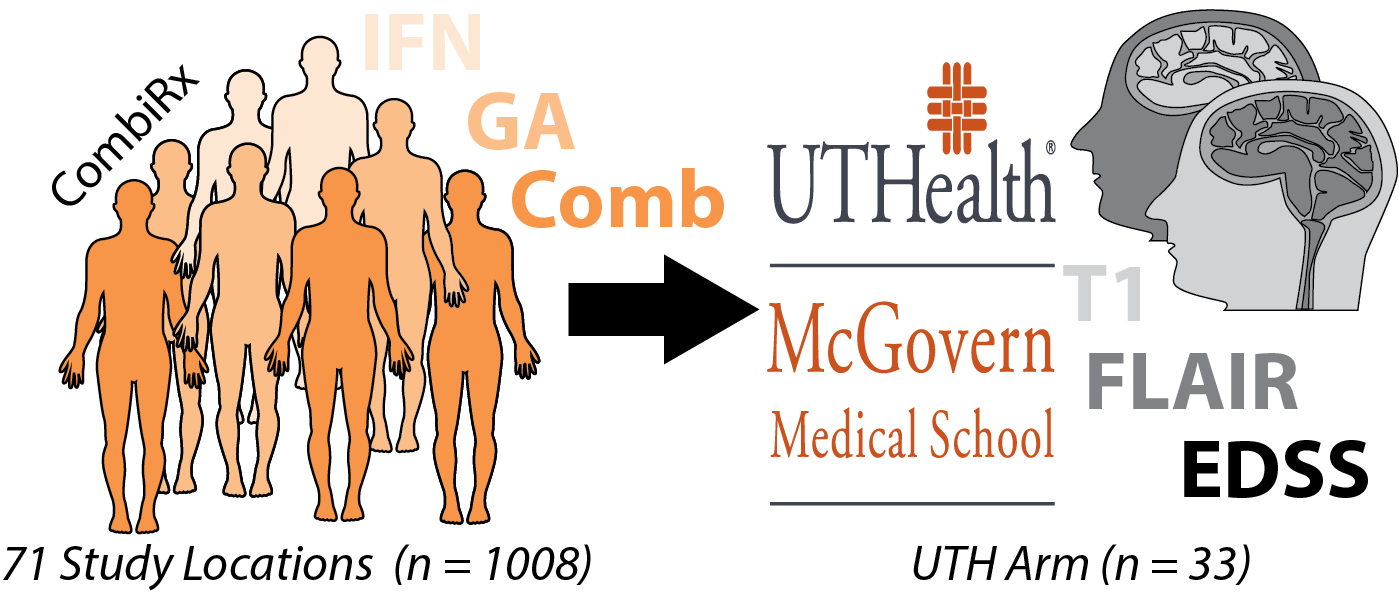 CombiRx
IFN
GA
Comb
71 Study Locations (n = 1008)
UTHealth®
McGovern
Medical School
T1
FLAIR
EDSS
UTH Arm (n = 33)